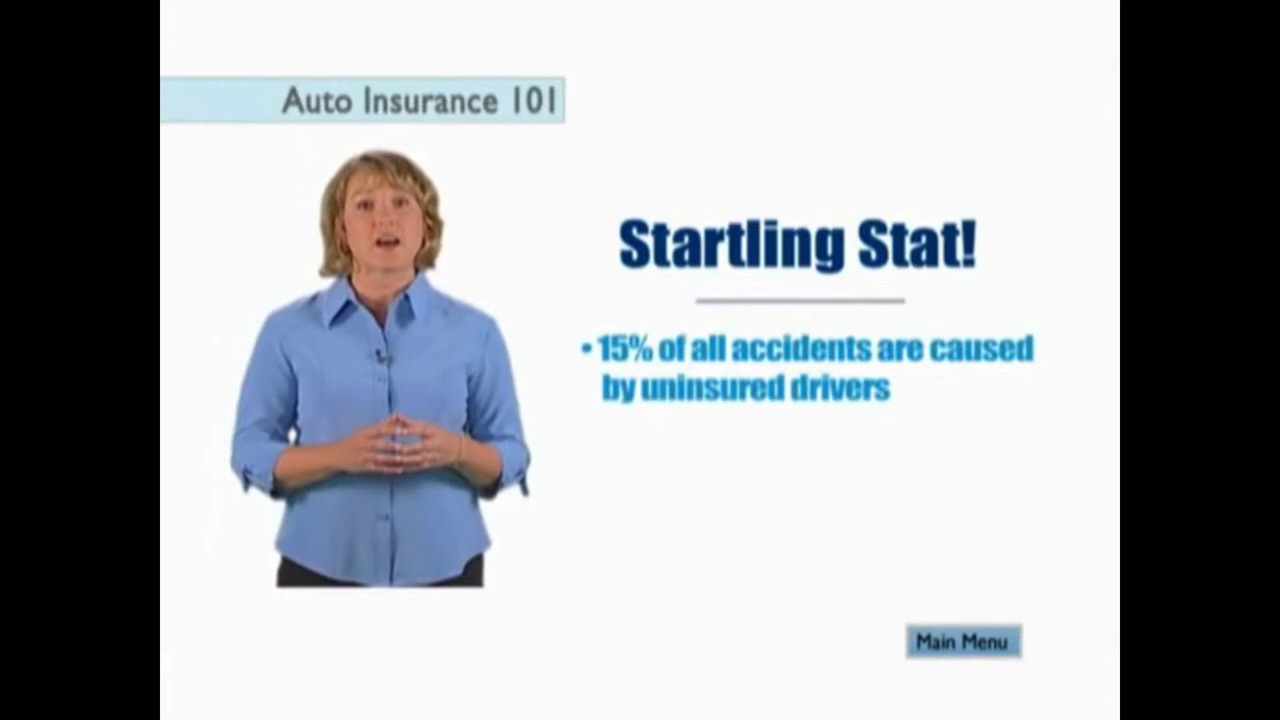 Auto Insurance 101
Startling Stat!
• 15% of all accidents are caused
by uninsured drivers
Main Menu